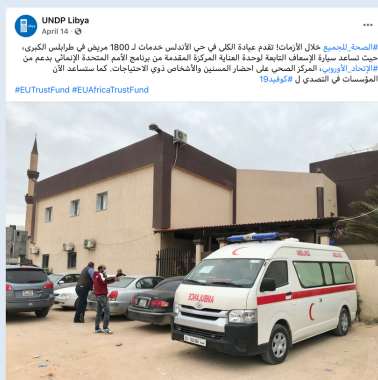 UNDP Libya
April 14 ·
#الصحة_للجميع خلال الأزمات! تقدم عيادة الكلى في حي الأندلس خدمات لـ 1800 مريض في طرابلس الكبرى،
حيث تساعد سيارة الإسعاف التابعة لوحدة العناية المركزة المقدمة من برنامج الأمم المتحدة الإنمائي بدعم من
#الإتحاد_الأوروبي، المركز الصحي على احضار المسنين والأشخاص ذوي الاحتياجات. كما ستساعد الآن
المؤسسات في التصدي ل #كوفيد19
#EUTrustFund #EUAfricaTrustFund
AMBULANCE